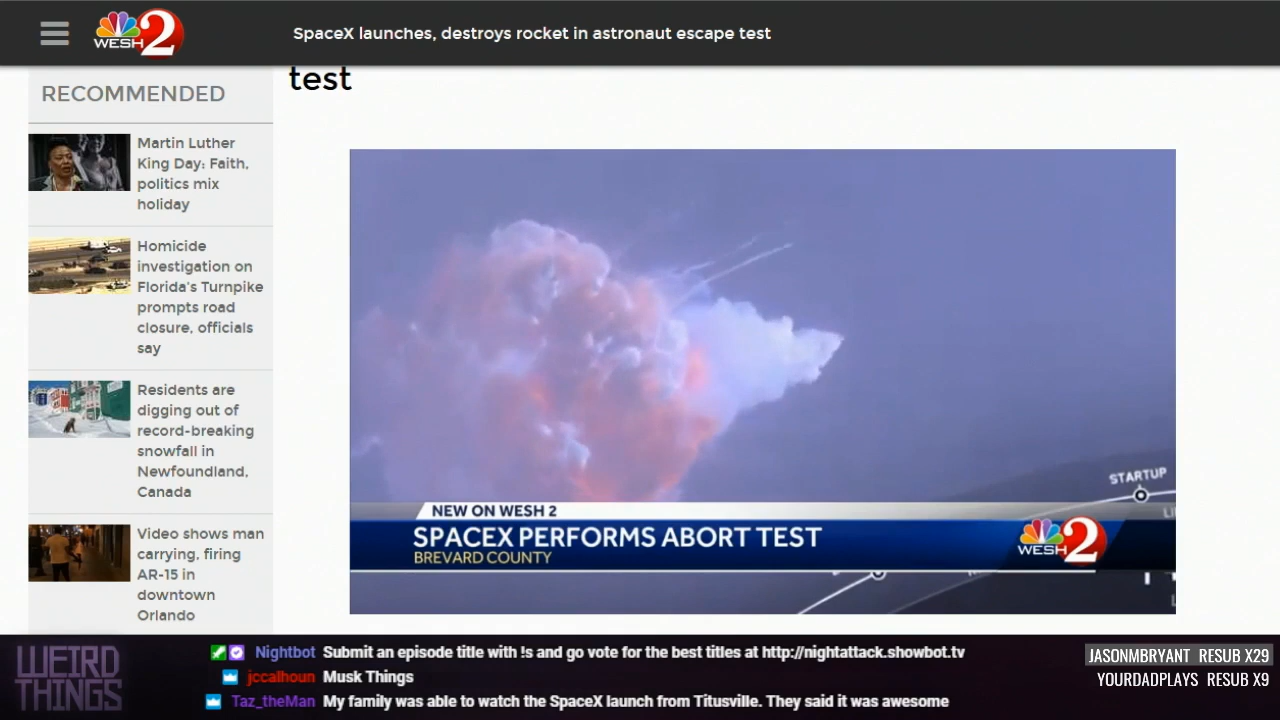 WESH 2
SpaceX launches, destroys rocket in astronaut escape test
test
RECOMMENDED
Martin Luther
King Day: Faith,
politics mix
holiday
Homicide
investigation on
Florida's Turnpike
prompts road
closure, officials
say
Residents are
digging out of
record-breaking
snowfall in
Newfoundland,
Canada
Video shows man
carrying, firing
AR-15 in
downtown
Orlando
STARTUP
NEW ON WESH 2
SPACEX PERFORMS ABORT TEST
BREVARD COUNTY
WESH 2
WEIRD
THINGS
Nightbot Submit an episode title with !s and go vote for the best titles at http://nightattack.showbot.tv
jccalhoun Musk Things
Taz_theMan My family was able to watch the SpaceX launch from Titusville. They said it was awesome
JASONMBRYANT RESUB X29
YOURDADPLAYS RESUB X9